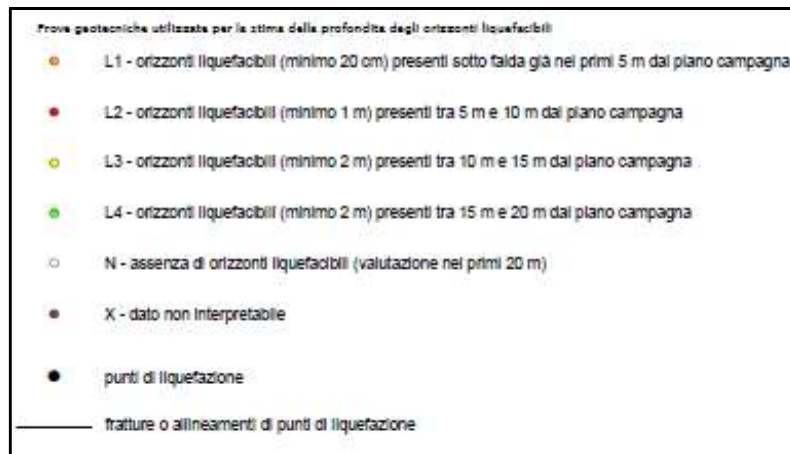 Prove geotecniche utilizzate per la stima della profondita degli orizzonti liquefacibili
L1 - orizzonti liquefacibili (minimo 20 cm) presenti sotto falda già nei primi 5 m dal piano campagna
L2 - orizzonti liquefacibili (minimo 1 m) presenti tra 5 m e 10 m dal piano campagna
L3 - orizzonti liquefacibili (minimo 2 m) presenti tra 10 m e 15 m dal piano campagna
L4 - orizzonti liquefacibili (minimo 2 m) presenti tra 15 m e 20 m dal piano campagna
N - assenza di orizzonti liquefacibili (valutazione nei primi 20 m)
X - dato non interpretabile
punti di liquefazione
fratture o allineamenti di punti di liquefazione